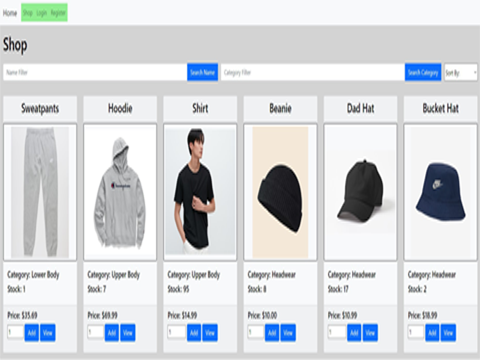 Home Shop Login Register
Shop
Name Filter Search Name Category Filter Search Category Sort By:
Sweatpants Hoodie Shirt Beanie Dad Hat Bucket Hat
Category: Lower Body Category: Upper Body Category: Upper Body Category: Headwear Category: Headwear Category: Headwear
Stock: 1 Stock: 7 Stock: 95 Stock: 8 Stock: 17 Stock: 2
Price: $35.69 Price: $69.99 Price: $14.99 Price: $10.00 Price: $10.99 Price: $18.99
1 Add View 1 Add View 1 Add View 1 Add View 1 Add View 1 Add View